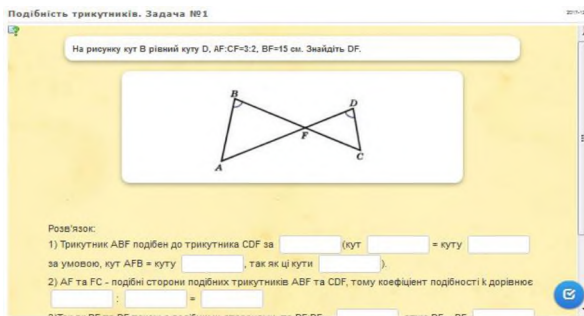 Подібність трикутників. Задача №1
На рисунку кут B рівний куту D, AF:CF=3:2, BF=15 см. Знайдіть DF.
B
D
F
A
C
Розв'язок:
1) Трикутник ABF подібен до трикутника CDF за (кут = куту
за умовою, кут AFB = куту , так як ці кути ).
2) AF та FC - подібні сторони подібних трикутників ABF та CDF, тому коефіцієнт подібності k дорівнює
: =